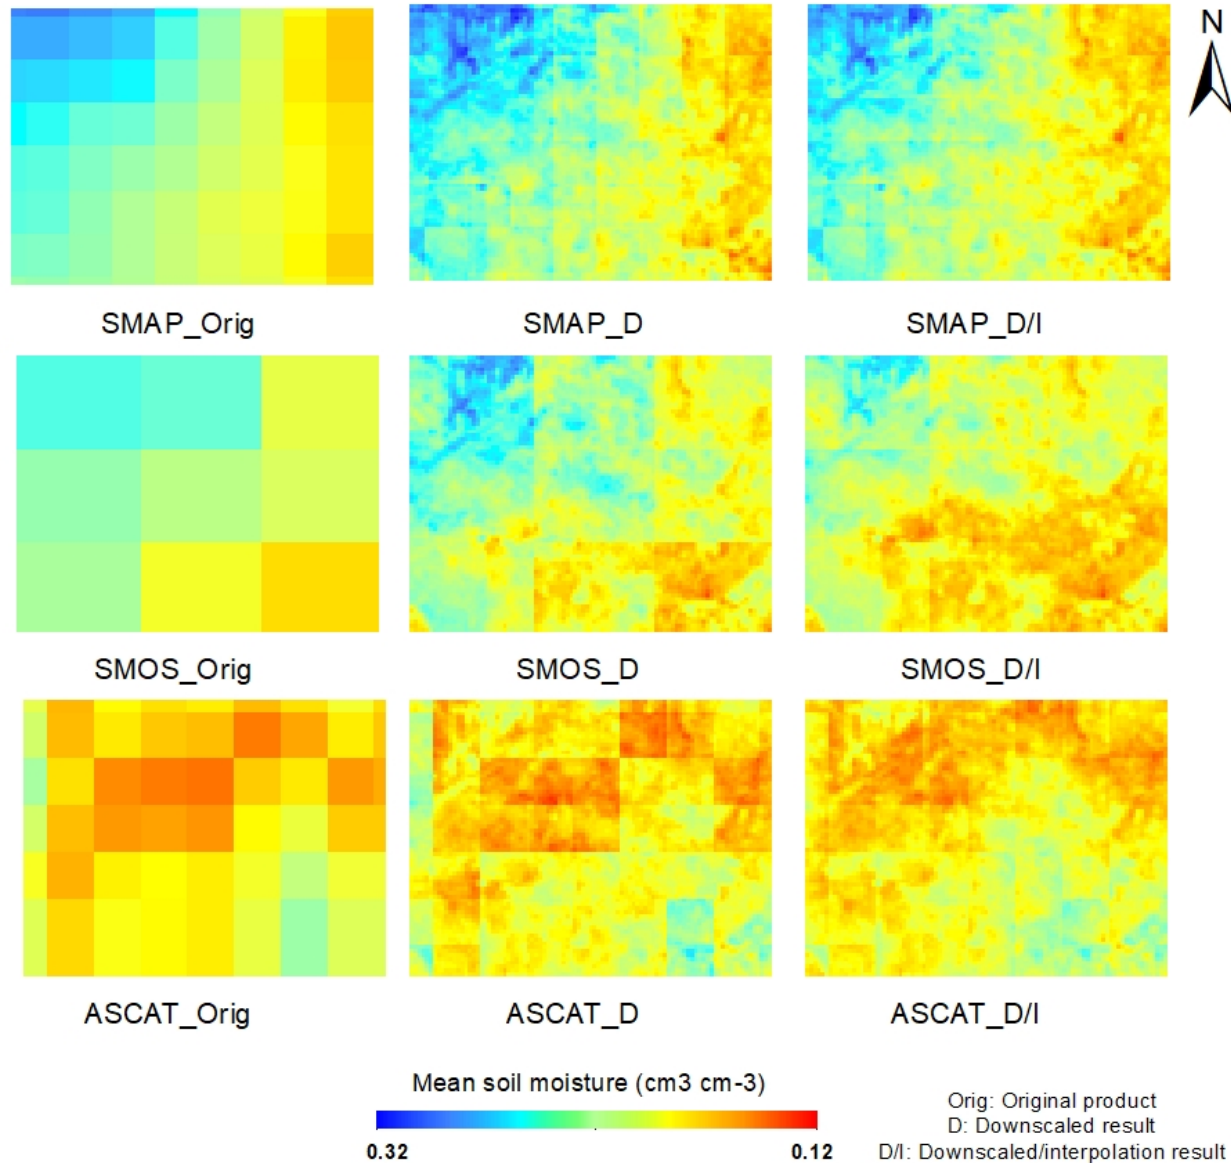 N
SMAP_Orig
SMAP_D
SMAP_D/I
SMOS_Orig
SMOS_D
SMOS_D/I
ASCAT_Orig
ASCAT_D
ASCAT_D/I
Mean soil moisture (cm3 cm-3)
0.32
0.12
Orig: Original product
D: Downscaled result
D/I: Downscaled/interpolation result